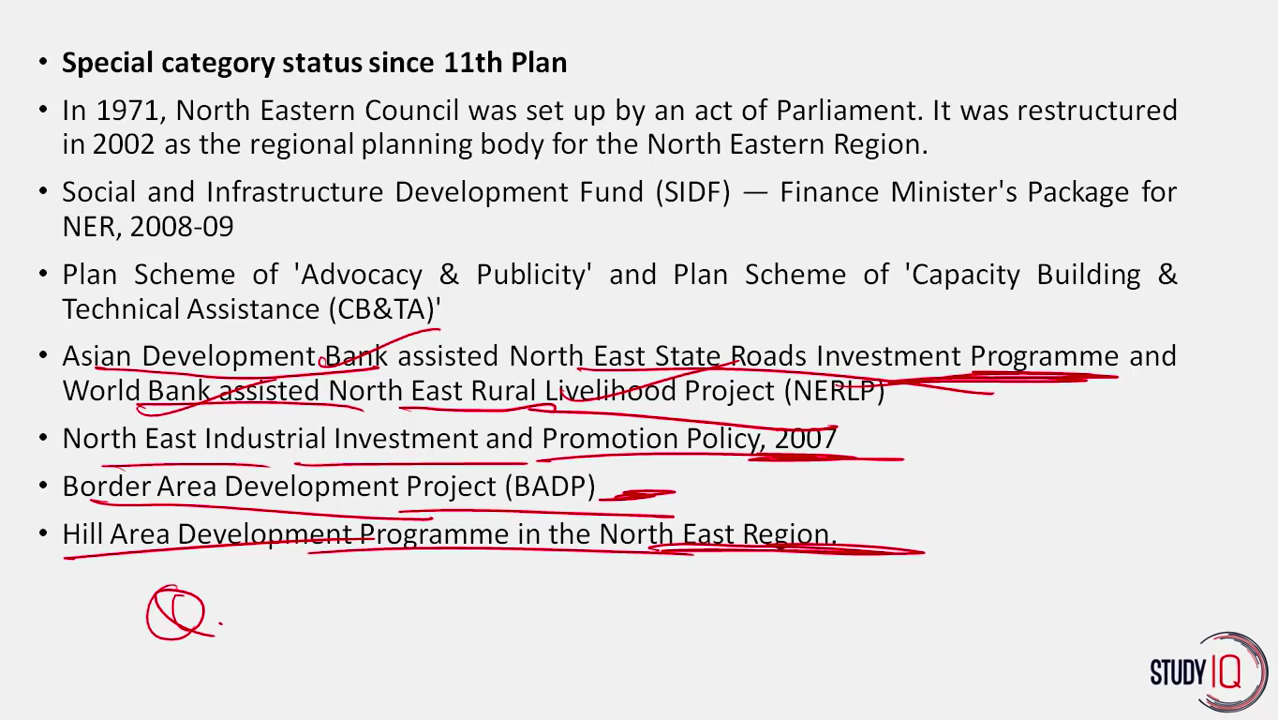 • Special category status since 11th Plan
• In 1971, North Eastern Council was set up by an act of Parliament. It was restructured
in 2002 as the regional planning body for the North Eastern Region.
• Social and Infrastructure Development Fund (SIDF) — Finance Minister's Package for
NER, 2008-09
• Plan Scheme of 'Advocacy & Publicity' and Plan Scheme of 'Capacity Building &
Technical Assistance (CB&TA)'
• Asian Development Bank assisted North East State Roads Investment Programme and
World Bank assisted North East Rural Livelihood Project (NERLP)
• North East Industrial Investment and Promotion Policy, 2007
• Border Area Development Project (BADP)
• Hill Area Development Programme in the North East Region.
Q.
STUDY IQ